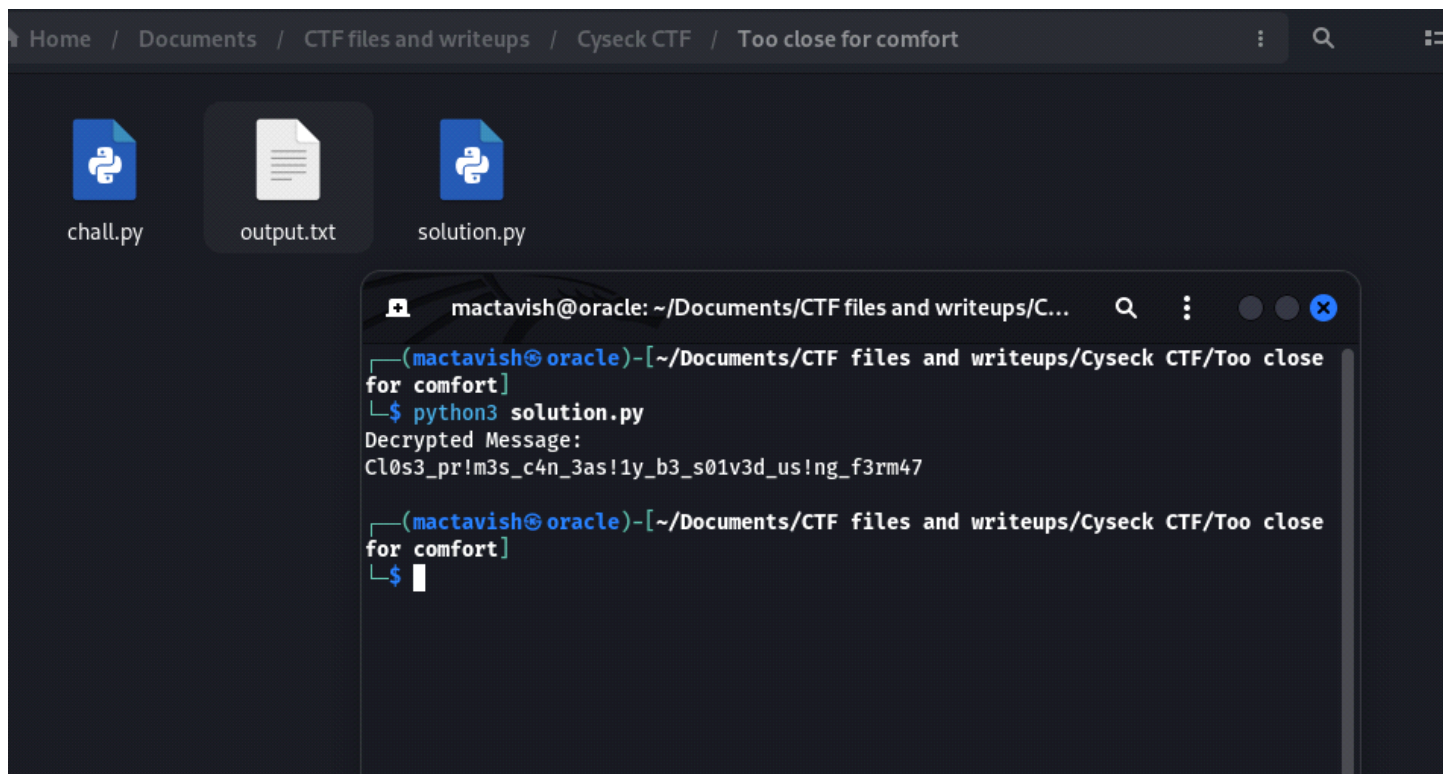 Home / Documents / CTF files and writeups / Cyseck CTF / Too close for comfort
chall.py
output.txt
solution.py
mactavish@oracle: ~/Documents/CTF files and writeups/C...
┌──(mactavish㉿oracle)-[~/Documents/CTF files and writeups/Cyseck CTF/Too close
for comfort]
└─$ python3 solution.py
Decrypted Message:
Cl0s3_pr!m3s_c4n_3as!1y_b3_s01v3d_us!ng_f3rm47
┌──(mactavish㉿oracle)-[~/Documents/CTF files and writeups/Cyseck CTF/Too close
for comfort]
└─$